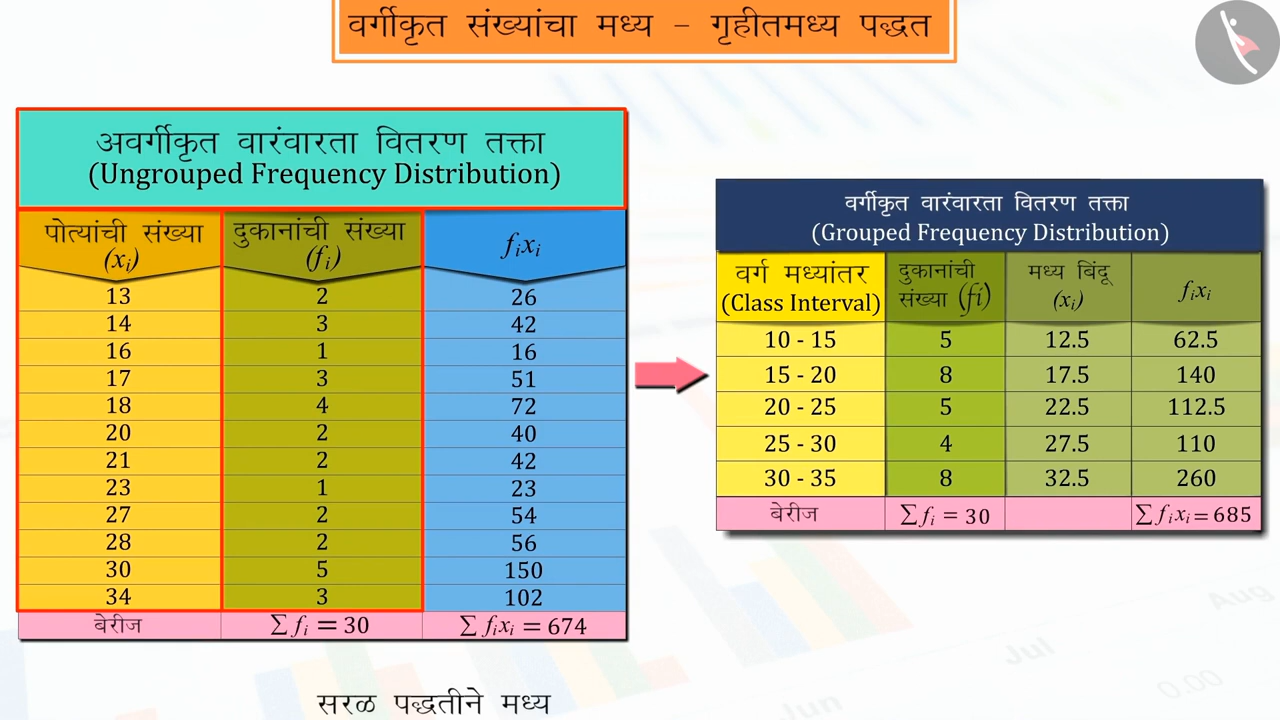 वर्गीकृत संख्यांचा मध्य – गृहीतमध्य पद्धत
अवर्गीकृत वारंवारता वितरण तक्ता
(Ungrouped Frequency Distribution)
पोत्यांची संख्या (xᵢ) दुकानांची संख्या (fᵢ) fᵢxᵢ
13 2 26
14 3 42
16 1 16
17 3 51
18 4 72
20 2 40
21 2 42
23 1 23
27 2 54
28 2 56
30 5 150
34 3 102
बेरीज ∑fᵢ = 30 ∑fᵢxᵢ = 674
वर्गीकृत वारंवारता वितरण तक्ता
(Grouped Frequency Distribution)
वर्ग मध्यांतर (Class Interval) दुकानांची संख्या (fi) मध्य बिंदू (xᵢ) fᵢxᵢ
10 - 15 5 12.5 62.5
15 - 20 8 17.5 140
20 - 25 5 22.5 112.5
25 - 30 4 27.5 110
30 - 35 8 32.5 260
बेरीज ∑fᵢ = 30 ∑fᵢxᵢ = 685
सरळ पद्धतीने मध्य
Jun
Jul
Aug
0.00